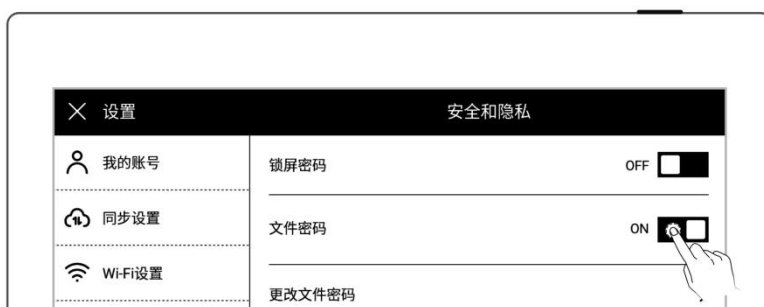 设置
安全和隐私
我的账号
锁屏密码
OFF
同步设置
文件密码
ON
Wi-Fi设置
更改文件密码